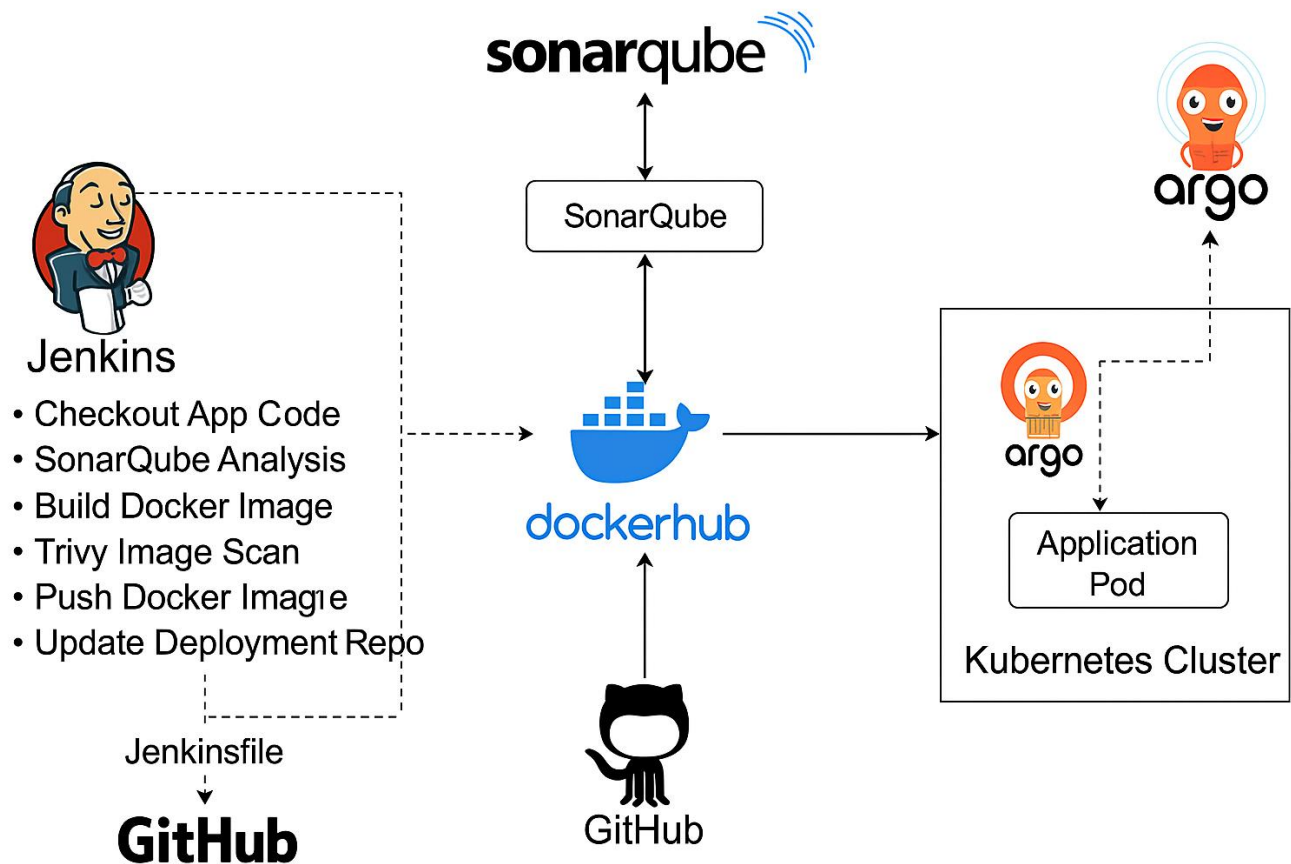 sonarqube
argo
SonarQube
Jenkins
• Checkout App Code
• SonarQube Analysis
• Build Docker Image
• Trivy Image Scan
• Push Docker Imagıe
• Update Deployment Repo
Jenkinsfile
GitHub
dockerhub
GitHub
argo
Application
Pod
Kubernetes Cluster